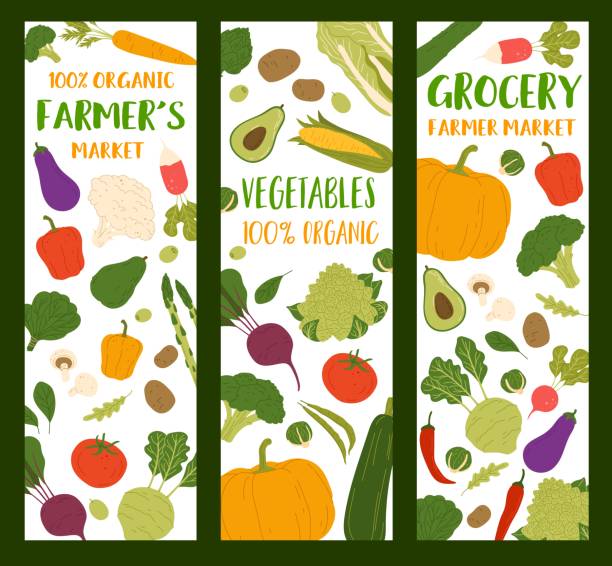 100% ORGANIC
FARMER'S
MARKET
VEGETABLES
100% ORGANIC
GROCERY
FARMER MARKET